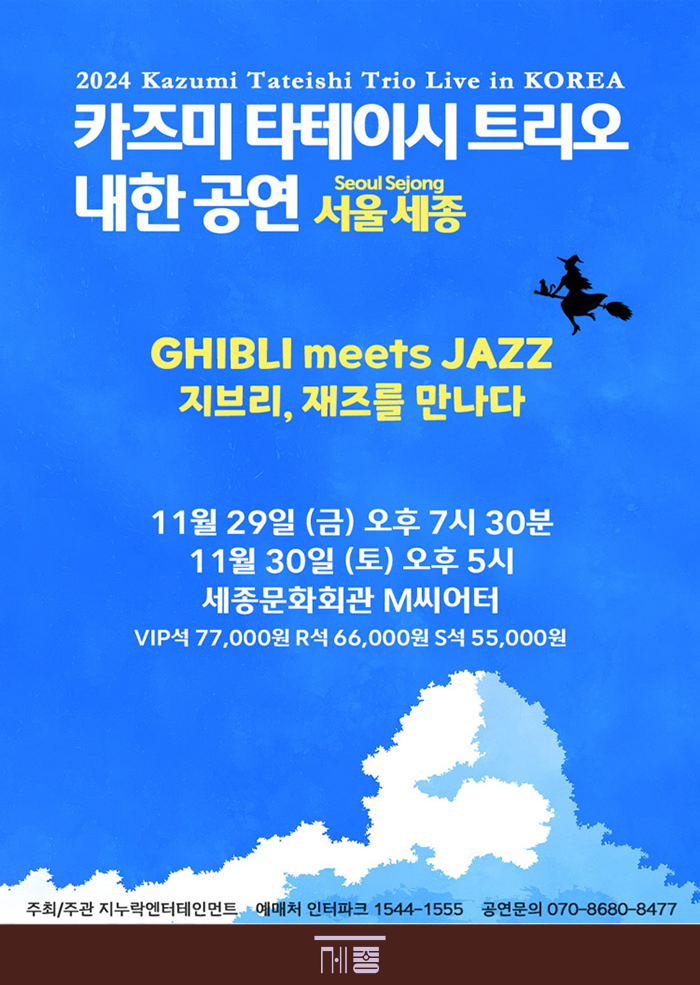 2024 Kazumi Tateishi Trio Live in KOREA
카즈미 타테이시 트리오
내한 공연 Seoul Sejong 서울 세종
GHIBLI meets JAZZ
지브리, 재즈를 만나다
11월 29일 (금) 오후 7시 30분
11월 30일 (토) 오후 5시
세종문화회관 M씨어터
VIP석 77,000원 R석 66,000원 S석 55,000원
주최/주관 지누락엔터테인먼트 예매처 인터파크 1544-1555 공연문의 070-8680-8477
세종